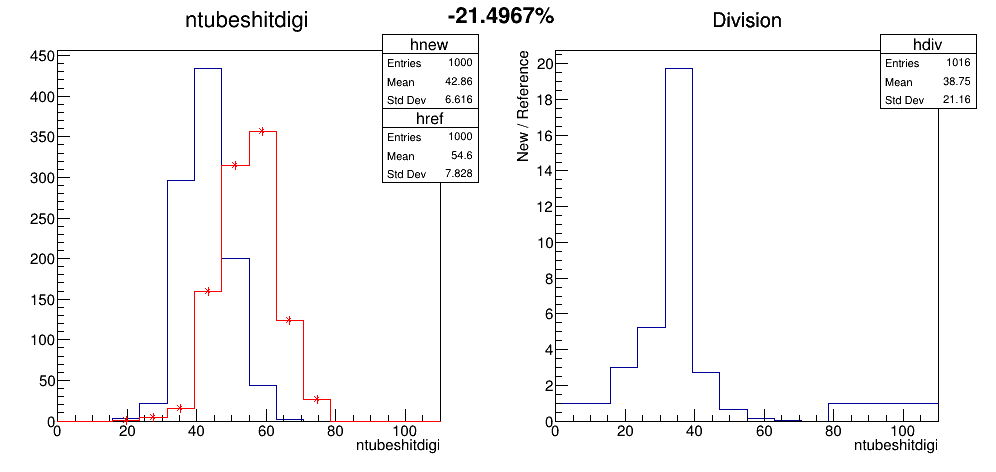 -21.4967%
ntubeshitdigi
hnew
Entries 1000
Mean 42.86
Std Dev 6.616
href
Entries 1000
Mean 54.6
Std Dev 7.828
450
400
350
300
250
200
150
100
50
0
0 20 40 60 80 100
ntubeshitdigi
Division
hdiv
Entries 1016
Mean 38.75
Std Dev 21.16
New / Reference
20
18
16
14
12
10
8
6
4
2
0
0 20 40 60 80 100
ntubeshitdigi